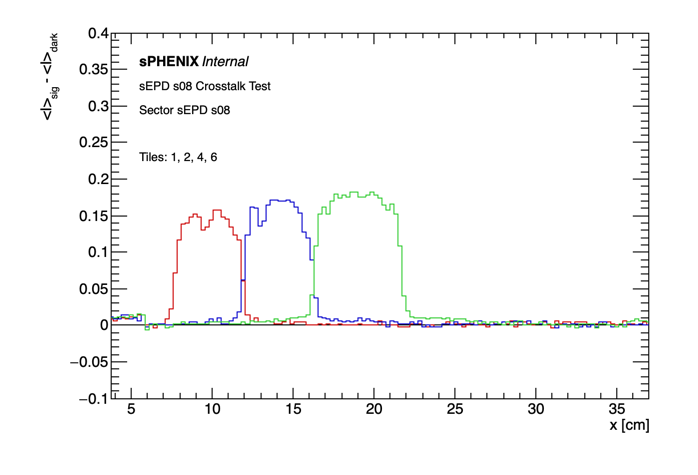 <I>sig - <I>dark
0.4
0.35
0.3
0.25
0.2
0.15
0.1
0.05
0
−0.05
−0.1
sPHENIX Internal
sEPD s08 Crosstalk Test
Sector sEPD s08
Tiles: 1, 2, 4, 6
5 10 15 20 25 30 35
x [cm]